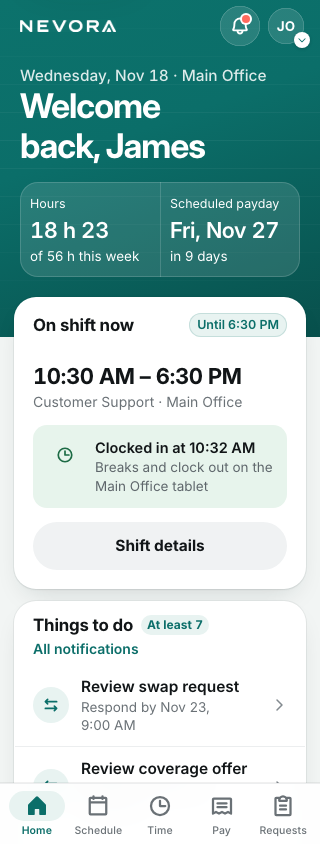 NEVORA
JO
Wednesday, Nov 18 · Main Office
Welcome
back, James
Hours
18 h 23
of 56 h this week
Scheduled payday
Fri, Nov 27
in 9 days
On shift now
Until 6:30 PM
10:30 AM – 6:30 PM
Customer Support · Main Office
Clocked in at 10:32 AM
Breaks and clock out on the
Main Office tablet
Shift details
Things to do
At least 7
All notifications
Review swap request
Respond by Nov 23,
9:00 AM
Review coverage offer
Home
Schedule
Time
Pay
Requests